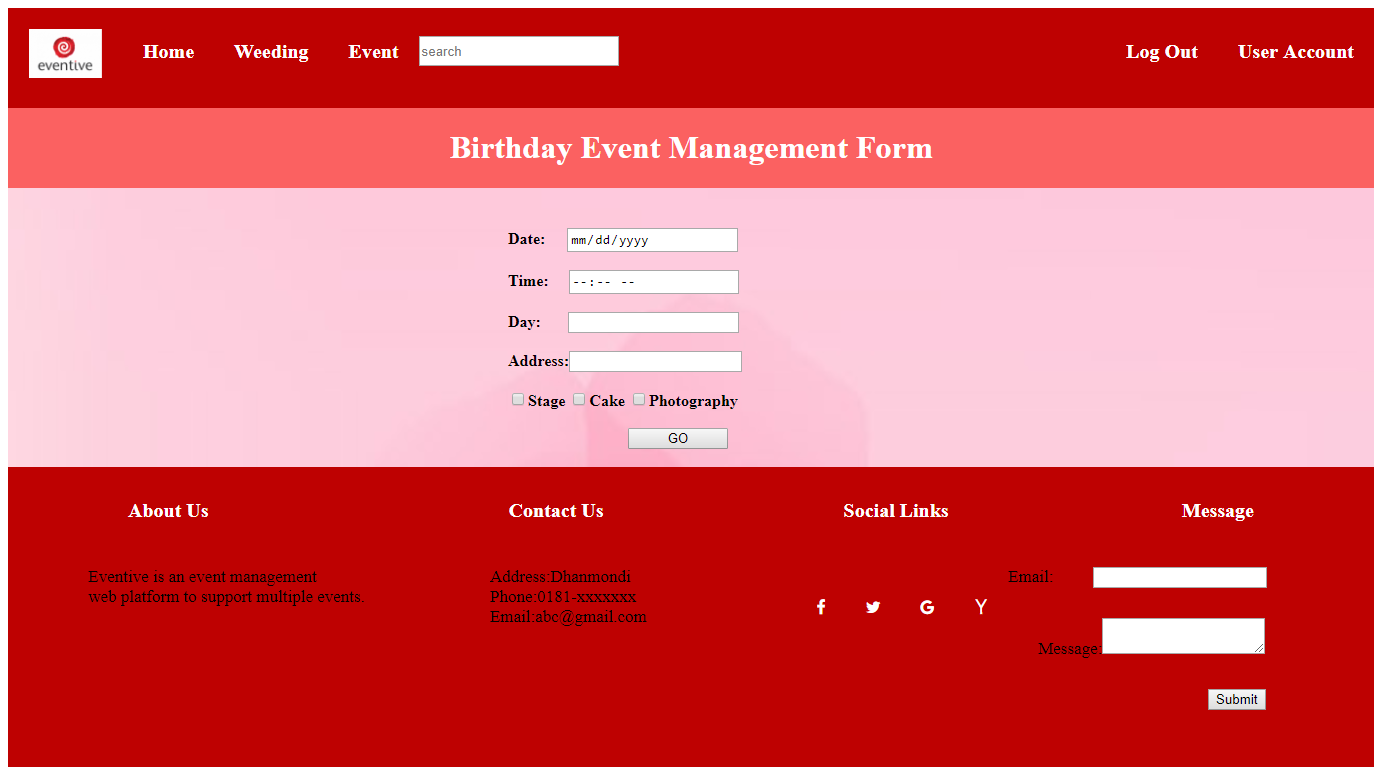 eventive Home Weeding Event search Log Out User Account
Birthday Event Management Form
Date: mm/dd/yyyy
Time: --:-- --
Day:
Address:
Stage Cake Photography
GO
About Us Contact Us Social Links Message
Eventive is an event management
web platform to support multiple events.
Address:Dhanmondi
Phone:0181-xxxxxxx
Email:abc@gmail.com
Email:
Message:
Submit